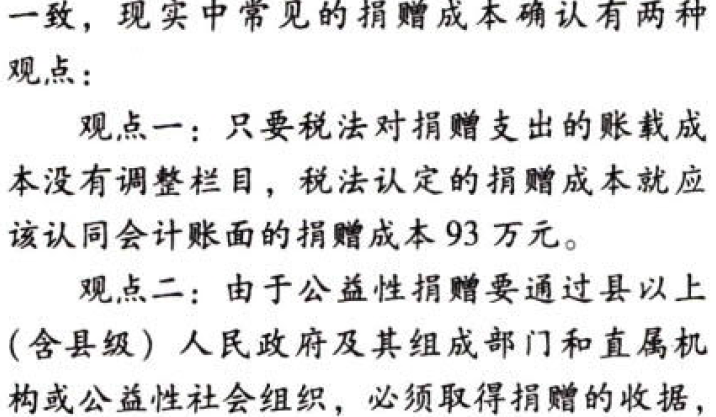 一致，现实中常见的捐赠成本确认有两种
观点：
观点一：只要税法对捐赠支出的账载成
本没有调整栏目，税法认定的捐赠成本就应
该认同会计账面的捐赠成本93万元。
观点二：由于公益性捐赠要通过县以上
(含县级）人民政府及其组成部门和直属机
构或公益性社会组织，必须取得捐赠的收据，